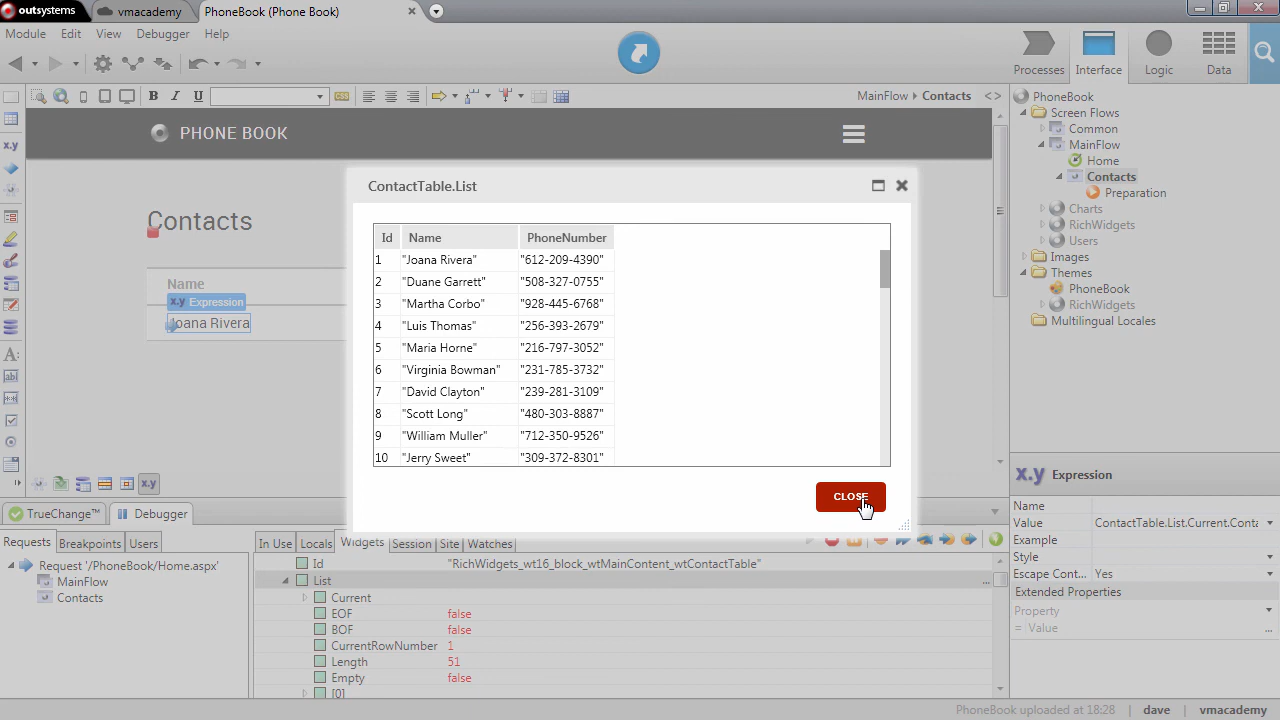 outsystems
vmacademy
PhoneBook (Phone Book)
Module Edit View Debugger Help
Processes Interface Logic Data
B I U
MainFlow Contacts <>
PHONE BOOK
Contacts
Name
x.y Expression
Joana Rivera
ContactTable.List
Id Name PhoneNumber
1 "Joana Rivera" "612-209-4390"
2 "Duane Garrett" "508-327-0755"
3 "Martha Corbo" "928-445-6768"
4 "Luis Thomas" "256-393-2679"
5 "Maria Horne" "216-797-3052"
6 "Virginia Bowman" "231-785-3732"
7 "David Clayton" "239-281-3109"
8 "Scott Long" "480-303-8887"
9 "William Muller" "712-350-9526"
10 "Jerry Sweet" "309-372-8301"
CLOSE
PhoneBook
Screen Flows
Common
MainFlow
Home
Contacts
Preparation
Charts
RichWidgets
Users
Images
Themes
PhoneBook
RichWidgets
Multilingual Locales
x.y
x.y
TrueChange™ Debugger
Requests Breakpoints Users
Request '/PhoneBook/Home.aspx'
MainFlow
Contacts
In Use Locals Widgets Session Site Watches
Id "RichWidgets_wt16_block_wtMainContent_wtContactTable"
List ...
Current
EOF false
BOF false
CurrentRowNumber 1
Length 51
Empty false
[0]
x.y Expression
Name
Value ContactTable.List.Current.Conta
Example
Style
Escape Cont... Yes
Extended Properties
Property
= Value ...
PhoneBook uploaded at 18:28 dave vmacademy